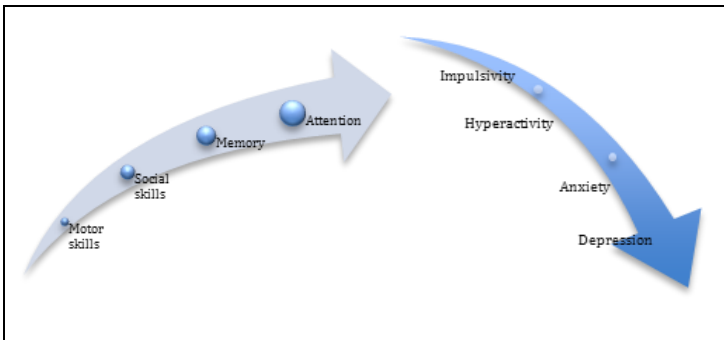 Motor
skills
Social
skills
Memory
Attention
Impulsivity
Hyperactivity
Anxiety
Depression